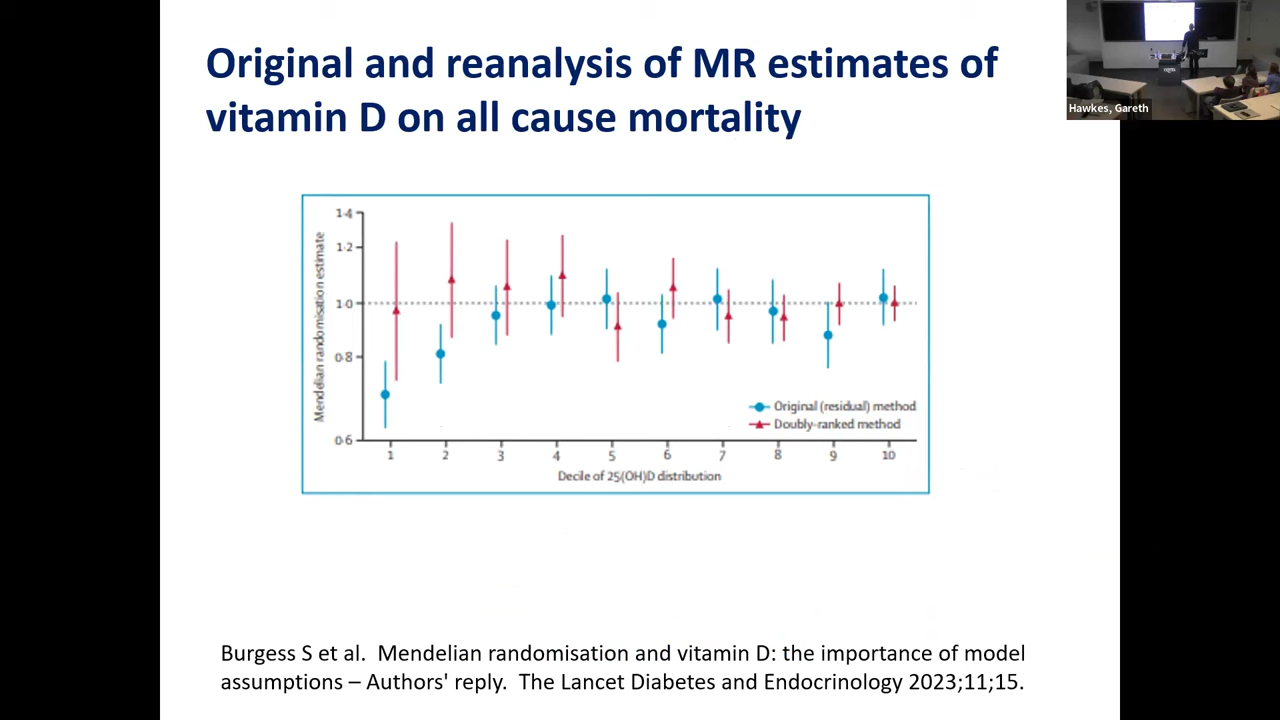 Original and reanalysis of MR estimates of
vitamin D on all cause mortality
Hawkes, Gareth
Mendelian randomisation estimate
1·4
1·2
1·0
0·8
0·6
1 2 3 4 5 6 7 8 9 10
Decile of 25(OH)D distribution
Original (residual) method
Doubly-ranked method
Burgess S et al. Mendelian randomisation and vitamin D: the importance of model
assumptions – Authors' reply. The Lancet Diabetes and Endocrinology 2023;11;15.